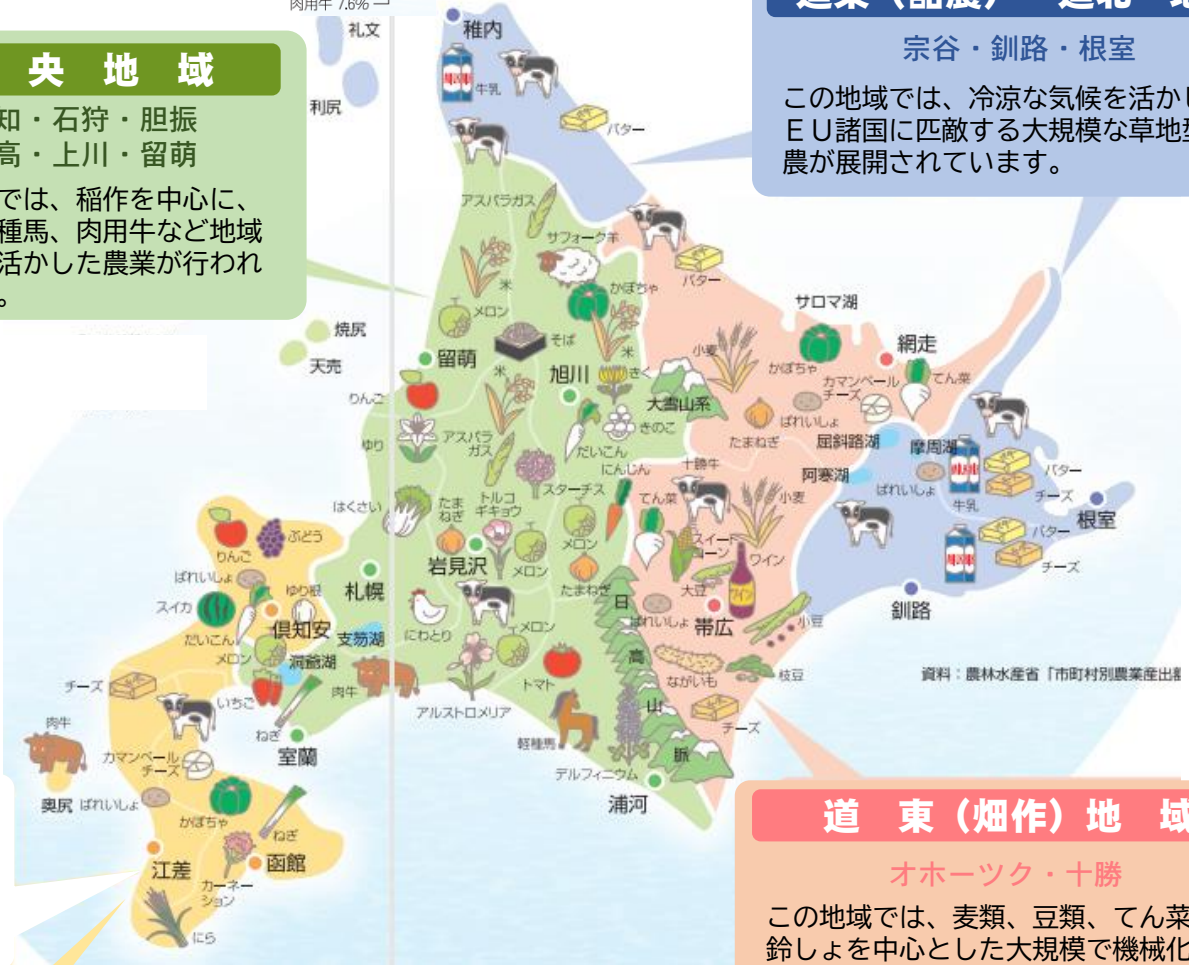 肉用牛 7.6%
央 地 域
知・石狩・胆振
高・上川・留萌
では、稲作を中心に、
種馬、肉用牛など地域
活かした農業が行われ
。
宗谷・釧路・根室
この地域では、冷涼な気候を活かし
ＥＵ諸国に匹敵する大規模な草地型
農が展開されています。
礼文
稚内
牛乳
利尻
バター
アスパラガス
サフォーク羊
米
かぼちゃ
バター
メロン
サロマ湖
焼尻
天売
留萌
そば
米
小麦
網走
米
旭川
きく
かぼちゃ
カマンベール
チーズ
てん菜
りんご
大雪山系
ばれいしょ
ゆり
アスパラ
ガス
きのこ
たまねぎ
屈斜路湖
摩周湖
だいこん
にんじん
十勝牛
阿寒湖
ばれいしょ
牛乳
バター
チーズ
スターチス
てん菜
小麦
はくさい
たま
ねぎ
トルコ
ギキョウ
メロン
スイート
コーン
ワイン
バター
根室
りんご
ぶどう
岩見沢
メロン
たまねぎ
大豆
ワイン
牛乳
チーズ
ばれいしょ
ゆり根
札幌
釧路
スイカ
倶知安
支笏湖
にわとり
メロン
日
ばれいしょ
帯広
小豆
だいこん
メロン
洞爺湖
高
ながいも
枝豆
資料：農林水産省「市町村別農業産出
チーズ
いちご
肉牛
アルストロメリア
トマト
山
肉牛
ねぎ
軽種馬
チーズ
カマンベール
チーズ
室蘭
脈
デルフィニウム
奥尻
ばれいしょ
浦河
かぼちゃ
ねぎ
江差
函館
カーネー
ション
にら
道 東（畑作）地 域
オホーツク・十勝
この地域では、麦類、豆類、てん菜
鈴しょを中心とした大規模で機械化